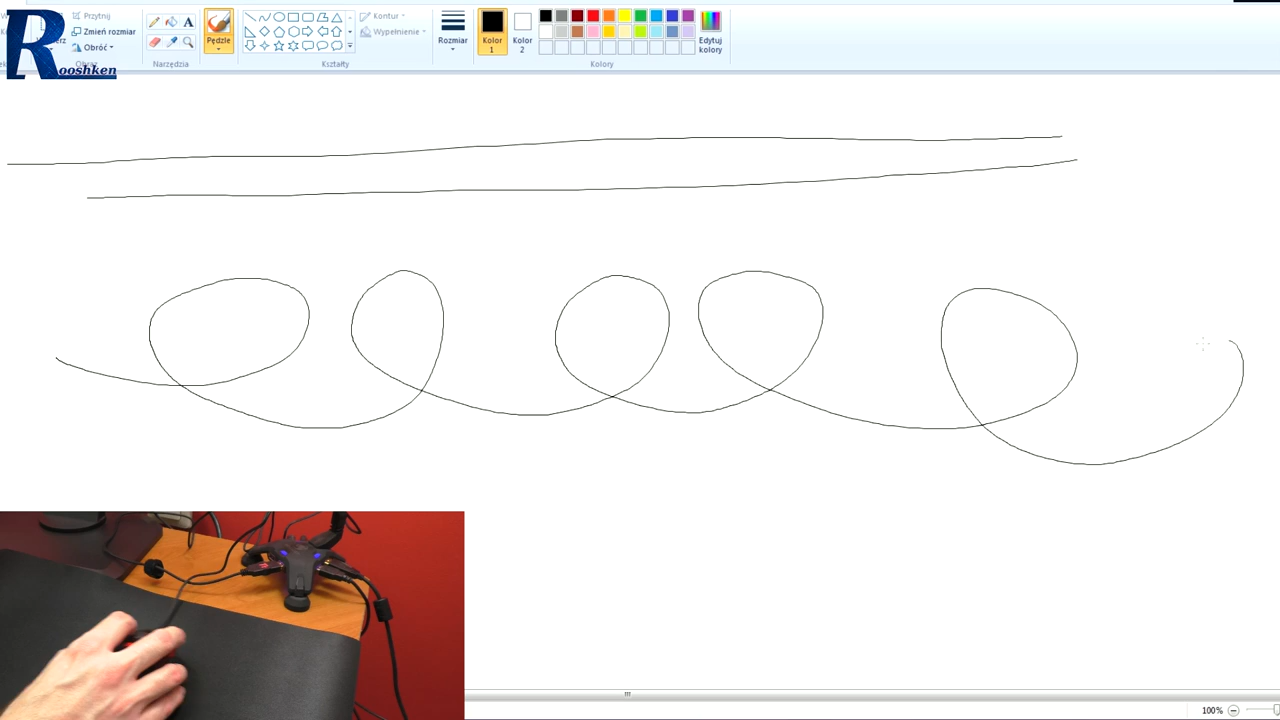 Rooshken
Przytnij
Zmień rozmiar
Obróć
Obraz
Narzędzia
A
Pędzle
Kształty
Kontur
Wypełnienie
Rozmiar
Kolor
1
Kolor
2
Edytuj
kolory
Kolory
100%